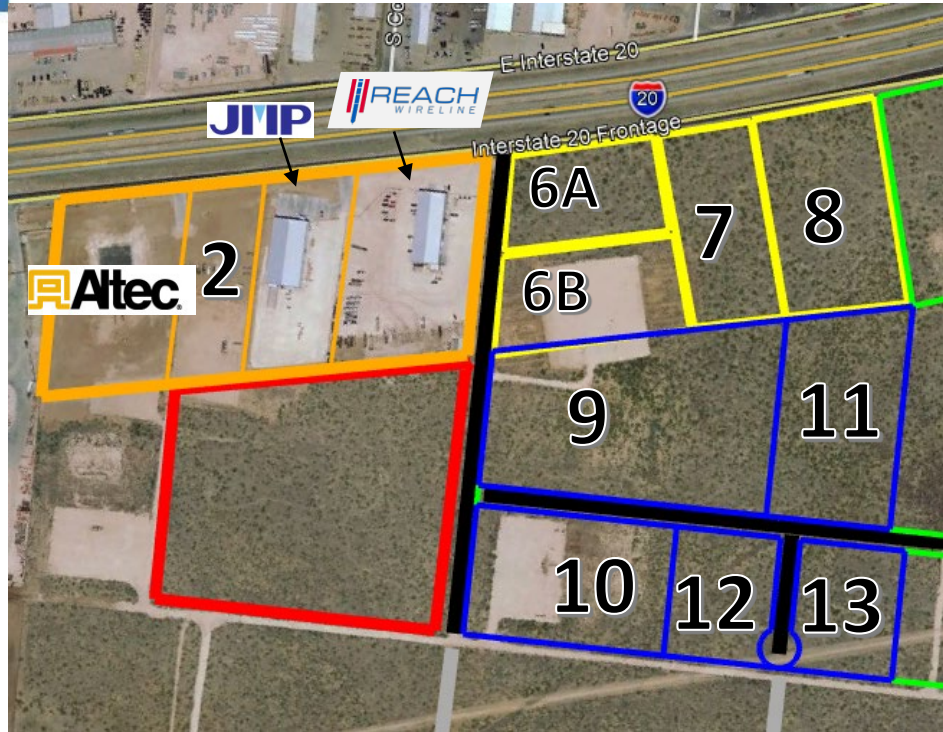 S Co
E Interstate 20
20
JMP
REACH
WIRELINE
Interstate 20 Frontage
6A
7
8
Altec
2
6B
9
11
10
12
13